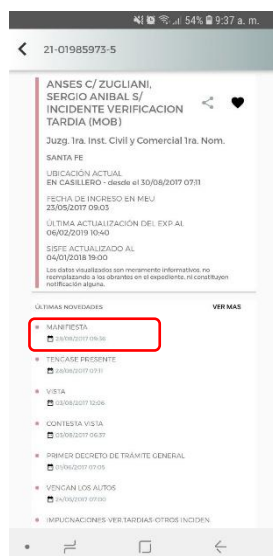 54% 9:37 a. m.
21-01985973-5
ANSES C/ ZUGLIANI,
SERGIO ANIBAL S/
INCIDENTE VERIFICACION
TARDIA (MOB)
Juzg. 1ra. Inst. Civil y Comercial 1ra. Nom.
SANTA FE
UBICACIÓN ACTUAL
EN CASILLERO - desde el 30/08/2017 07:11
FECHA DE INGRESO EN MEU
23/05/2017 09:03
ÚLTIMA ACTUALIZACIÓN DEL EXP AL
06/02/2019 10:40
SISFE ACTUALIZADO AL
04/01/2018 19:00
Los datos visualizados son meramente informativos, no
reemplazando a los obrantes en el expediente, ni constituyen
notificación alguna.
ÚLTIMAS NOVEDADES VER MAS
MANIFIESTA
28/08/2017 09:36
TENGASE PRESENTE
28/08/2017 07:11
VISTA
03/08/2017 12:06
CONTESTA VISTA
03/08/2017 06:37
PRIMER DECRETO DE TRÁMITE GENERAL
01/06/2017 07:05
VENGAN LOS AUTOS
24/05/2017 07:00
IMPUGNACIONES-VER.TARDIAS-OTROS INCIDEN.